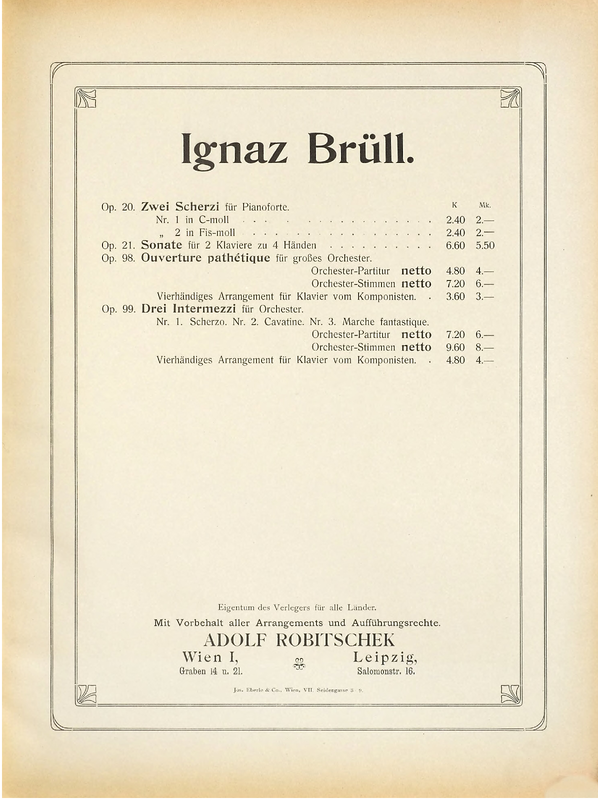 Ignaz Brüll.
K Mk.
Op. 20. Zwei Scherzi für Pianoforte.
Nr. 1 in C-moll . . . . . . . . . . . . . 2.40 2.—
„ 2 in Fis-moll . . . . . . . . . . . . . 2.40 2.—
Op. 21. Sonate für 2 Klaviere zu 4 Händen . . . . . . . . . 6.60 5.50
Op. 98. Ouverture pathétique für großes Orchester.
Orchester-Partitur netto 4.80 4.—
Orchester-Stimmen netto 7.20 6.—
Vierhändiges Arrangement für Klavier vom Komponisten. . 3.60 3.—
Op. 99. Drei Intermezzi für Orchester.
Nr. 1. Scherzo. Nr. 2. Cavatine. Nr. 3. Marche fantastique.
Orchester-Partitur netto 7.20 6.—
Orchester-Stimmen netto 9.60 8.—
Vierhändiges Arrangement für Klavier vom Komponisten. . 4.80 4.—
Eigentum des Verlegers für alle Länder.
Mit Vorbehalt aller Arrangements und Aufführungsrechte.
ADOLF ROBITSCHEK
Wien I, Leipzig,
Graben 14 u. 21. Salomonstr. 16.
Jos. Eberle & Co., Wien, VII Seidengasse